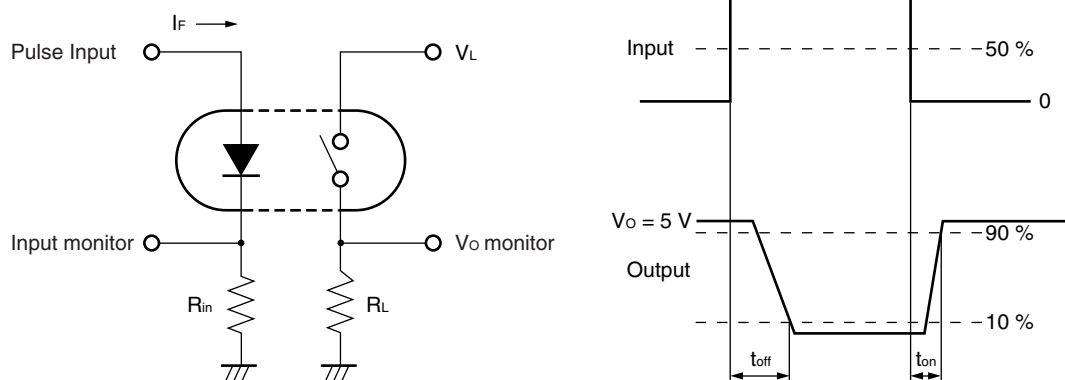 IF
Pulse Input
VL
Input monitor
VO monitor
Rin
RL
Input
50 %
0
VO = 5 V
90 %
Output
10 %
toff
ton